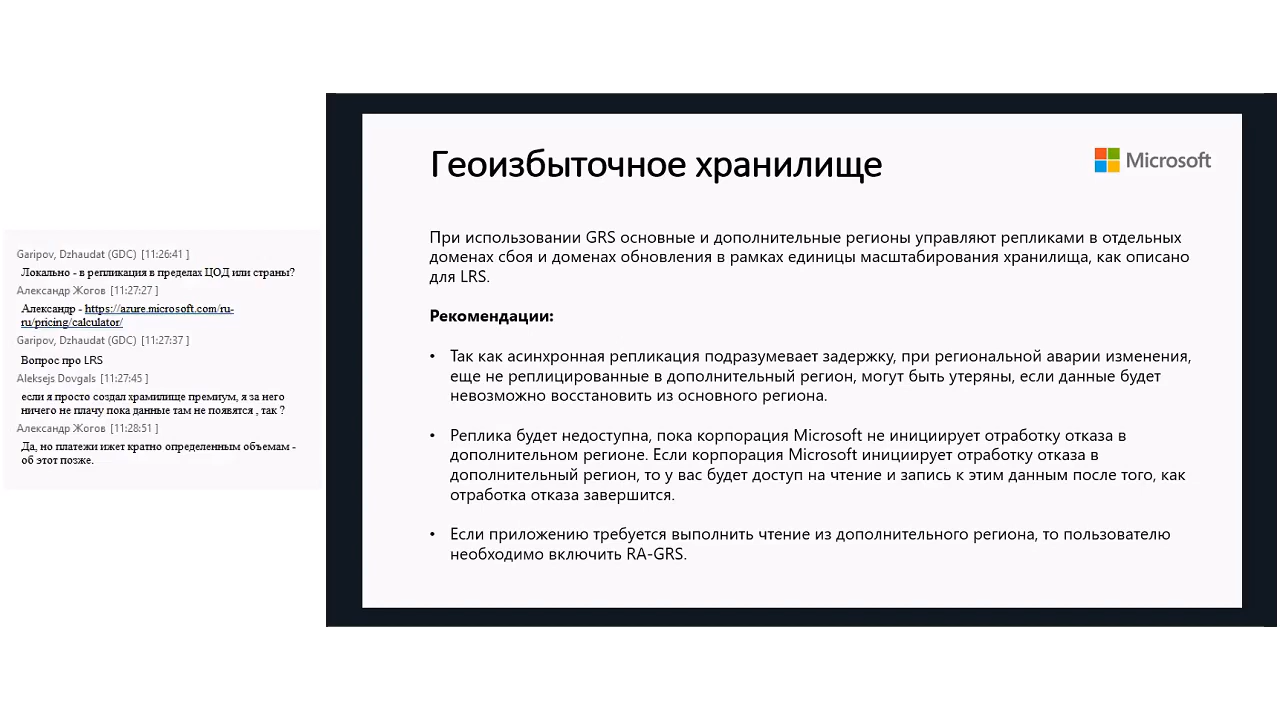 Garipov, Dzhaudat (GDC) [11:26:41 ]
Локально - в репликация в пределах ЦОД или страны?
Александр Жогов [11:27:27 ]
Александр - https://azure.microsoft.com/ru-
ru/pricing/calculator/
Garipov, Dzhaudat (GDC) [11:27:37 ]
Вопрос про LRS
Aleksejs Dovgals [11:27:45 ]
если я просто создал храмилище премиум, я за него
ничего не плачу пока данные там не появятся , так ?
Александр Жогов [11:28:51 ]
Да, но платежи ижет кратно определенным объемам -
об этот позже.
Геоизбыточное хранилище
Microsoft
При использовании GRS основные и дополнительные регионы управляют репликами в отдельных
доменах сбоя и доменах обновления в рамках единицы масштабирования хранилища, как описано
для LRS.
Рекомендации:
• Так как асинхронная репликация подразумевает задержку, при региональной аварии изменения,
еще не реплицированные в дополнительный регион, могут быть утеряны, если данные будет
невозможно восстановить из основного региона.
• Реплика будет недоступна, пока корпорация Microsoft не инициирует отработку отказа в
дополнительном регионе. Если корпорация Microsoft инициирует отработку отказа в
дополнительный регион, то у вас будет доступ на чтение и запись к этим данным после того, как
отработка отказа завершится.
• Если приложению требуется выполнить чтение из дополнительного региона, то пользователю
необходимо включить RA-GRS.